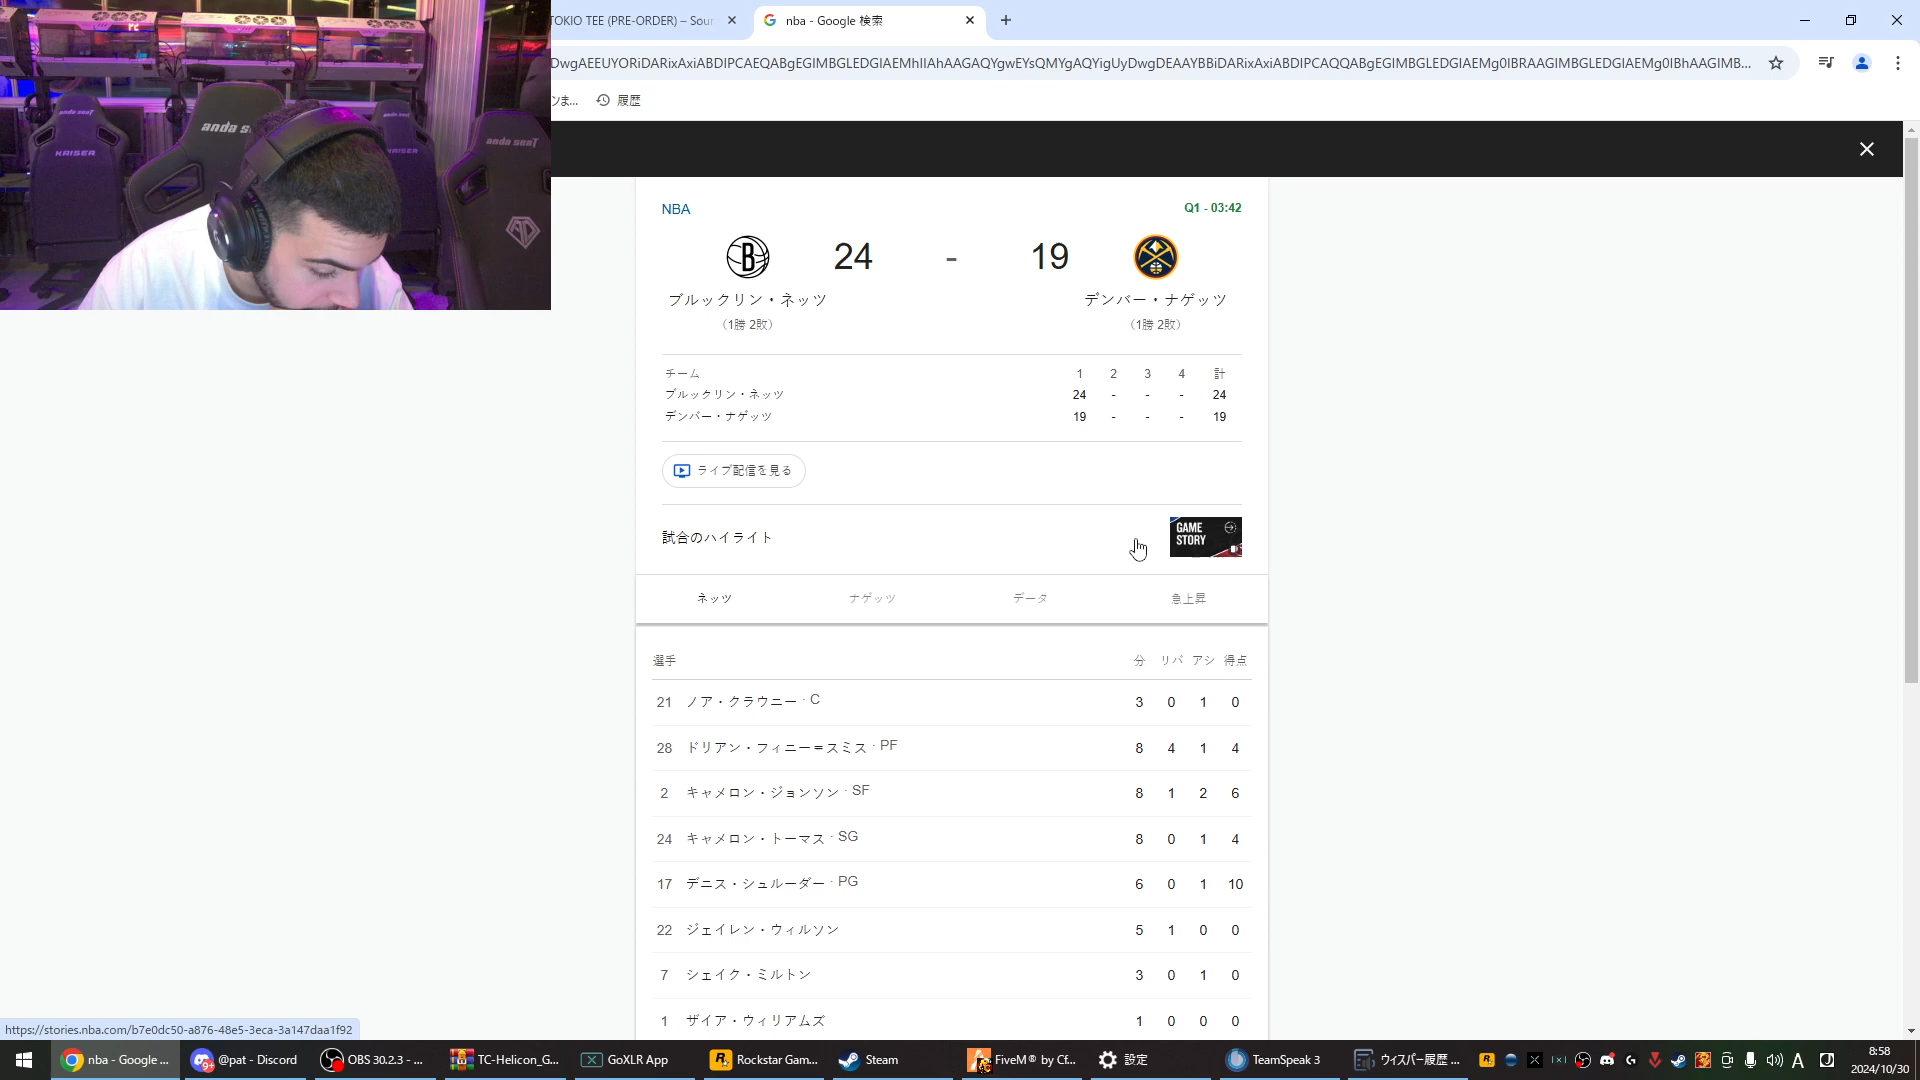 TOKIO TEE (PRE-ORDER) – Sour
nba - Google 検索
DwgAEEUYORiDARixAxiABDIPCAEQABgEGIMBGLEDGIAEMhIIAhAAGAQYgwEYsQMYgAQYigUyDwgDEAAYBBiDARixAxiABDIPCAQQABgEGIMBGLEDGIAEMg0IBRAAGIMBGLEDGIAEMg0IBhAAGIMB...
履歴
anda seat
anda seat
KAISER
KAISER
NBA
Q1 - 03:42
B
24 - 19
ブルックリン・ネッツ
デンバー・ナゲッツ
(1勝 2敗)
(1勝 2敗)
チーム 1 2 3 4 計
ブルックリン・ネッツ 24 - - - 24
デンバー・ナゲッツ 19 - - - 19
ライブ配信を見る
試合のハイライト
GAME
STORY
ネッツ ナゲッツ データ 急上昇
選手 分 リバ アシ 得点
21 ノア・クラウニー · C 3 0 1 0
28 ドリアン・フィニー=スミス · PF 8 4 1 4
2 キャメロン・ジョンソン · SF 8 1 2 6
24 キャメロン・トーマス · SG 8 0 1 4
17 デニス・シュルーダー · PG 6 0 1 10
22 ジェイレン・ウィルソン 5 1 0 0
7 シェイク・ミルトン 3 0 1 0
1 ザイア・ウィリアムズ 1 0 0 0
https://stories.nba.com/b7e0dc50-a876-48e5-3eca-3a147daa1f92
nba - Google ...
@pat - Discord
OBS 30.2.3 - ...
TC-Helicon_G...
GoXLR App
Rockstar Gam...
Steam
FiveM® by Cf...
設定
TeamSpeak 3
ウィスパー履歴 ...
A
8:58
2024/10/30